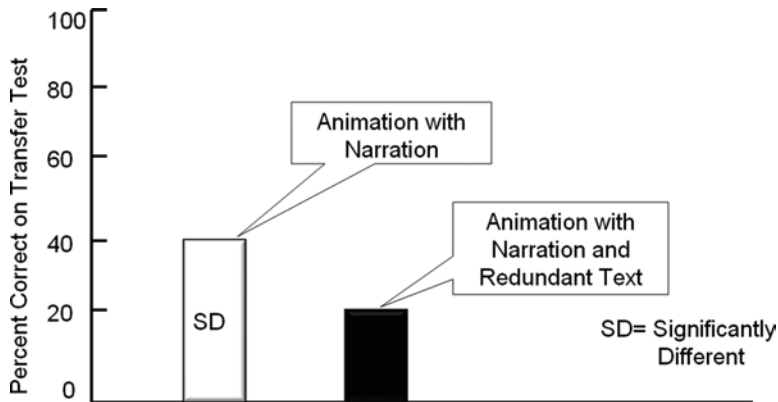 Percent Correct on Transfer Test
100
80
60
40
20
0
Animation with
Narration
Animation with
Narration and
Redundant Text
SD
SD= Significantly
Different